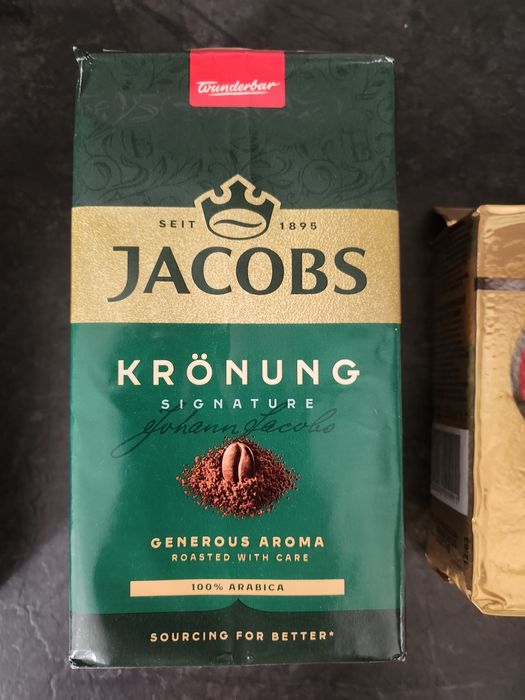 Wunderbar
SEIT 1895
JACOBS
KRÖNUNG
SIGNATURE
Johann Jacobs
GENEROUS AROMA
ROASTED WITH CARE
100% ARABICA
SOURCING FOR BETTER*